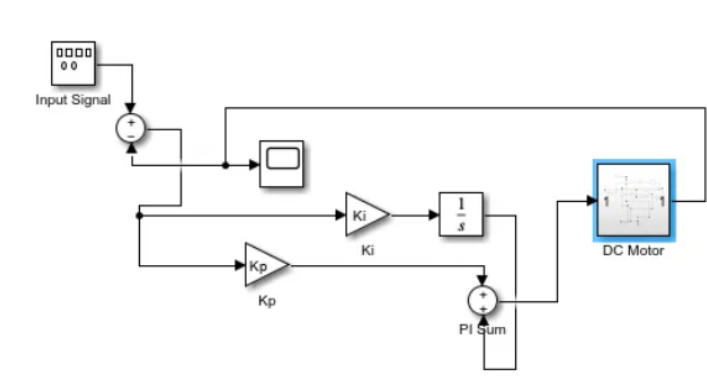 Input Signal
+
−
Ki
1
s
1
1
Ki
DC Motor
Kp
Kp
+
+
PI Sum